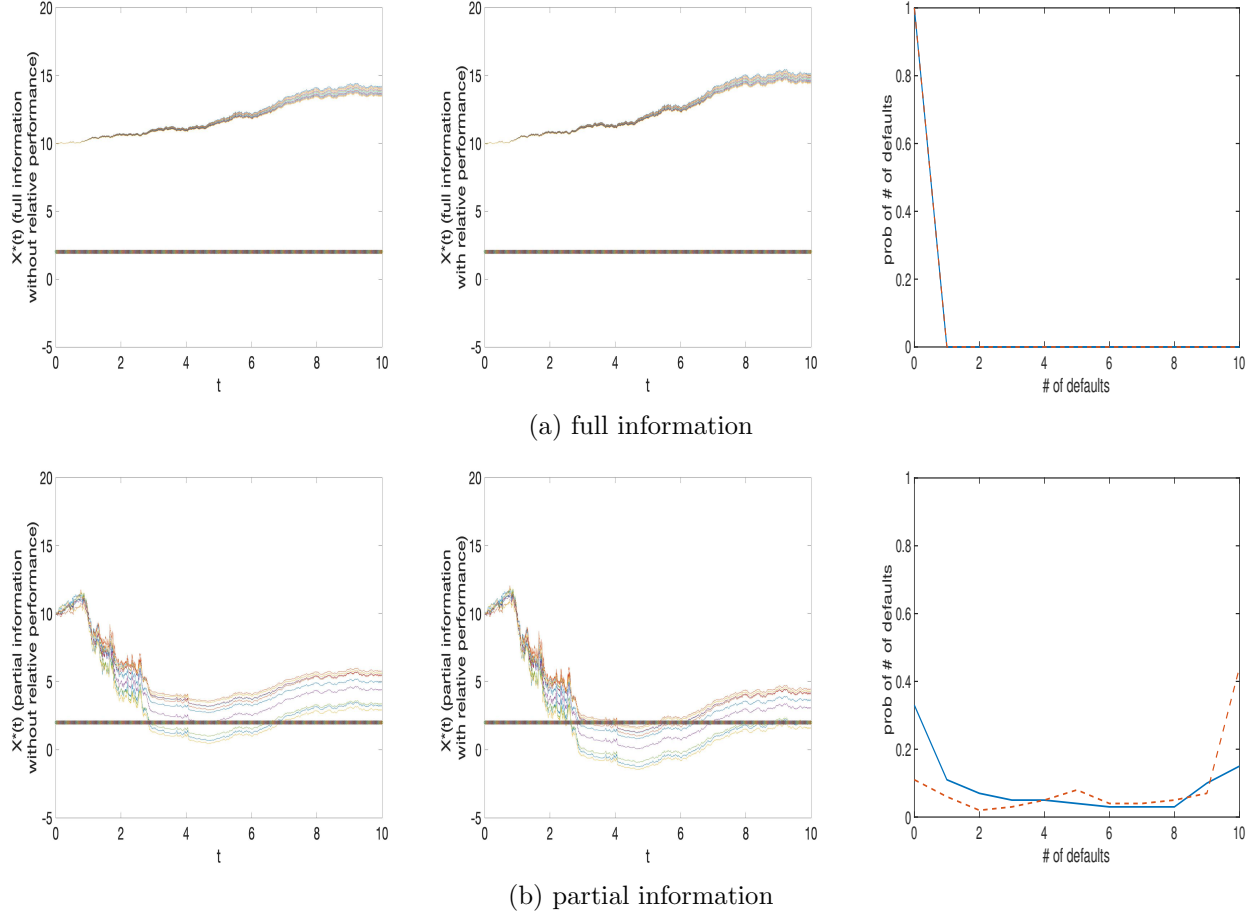 X*(t) (full information
without relative performance)
20
15
10
5
0
-5
0 2 4 6 8 10
t
X*(t) (full information
with relative performance)
20
15
10
5
0
-5
0 2 4 6 8 10
t
prob of # of defaults
1
0.8
0.6
0.4
0.2
0
0 2 4 6 8 10
# of defaults
(a) full information
X*(t) (partial information
without relative performance)
20
15
10
5
0
-5
0 2 4 6 8 10
t
X*(t) (partial information
with relative performance)
20
15
10
5
0
-5
0 2 4 6 8 10
t
prob of # of defaults
1
0.8
0.6
0.4
0.2
0
0 2 4 6 8 10
# of defaults
(b) partial information